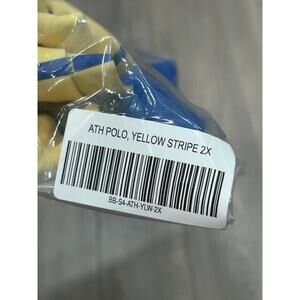 ATH POLO, YELLOW STRIPE 2X
BB-S4-ATH-YLW-2X